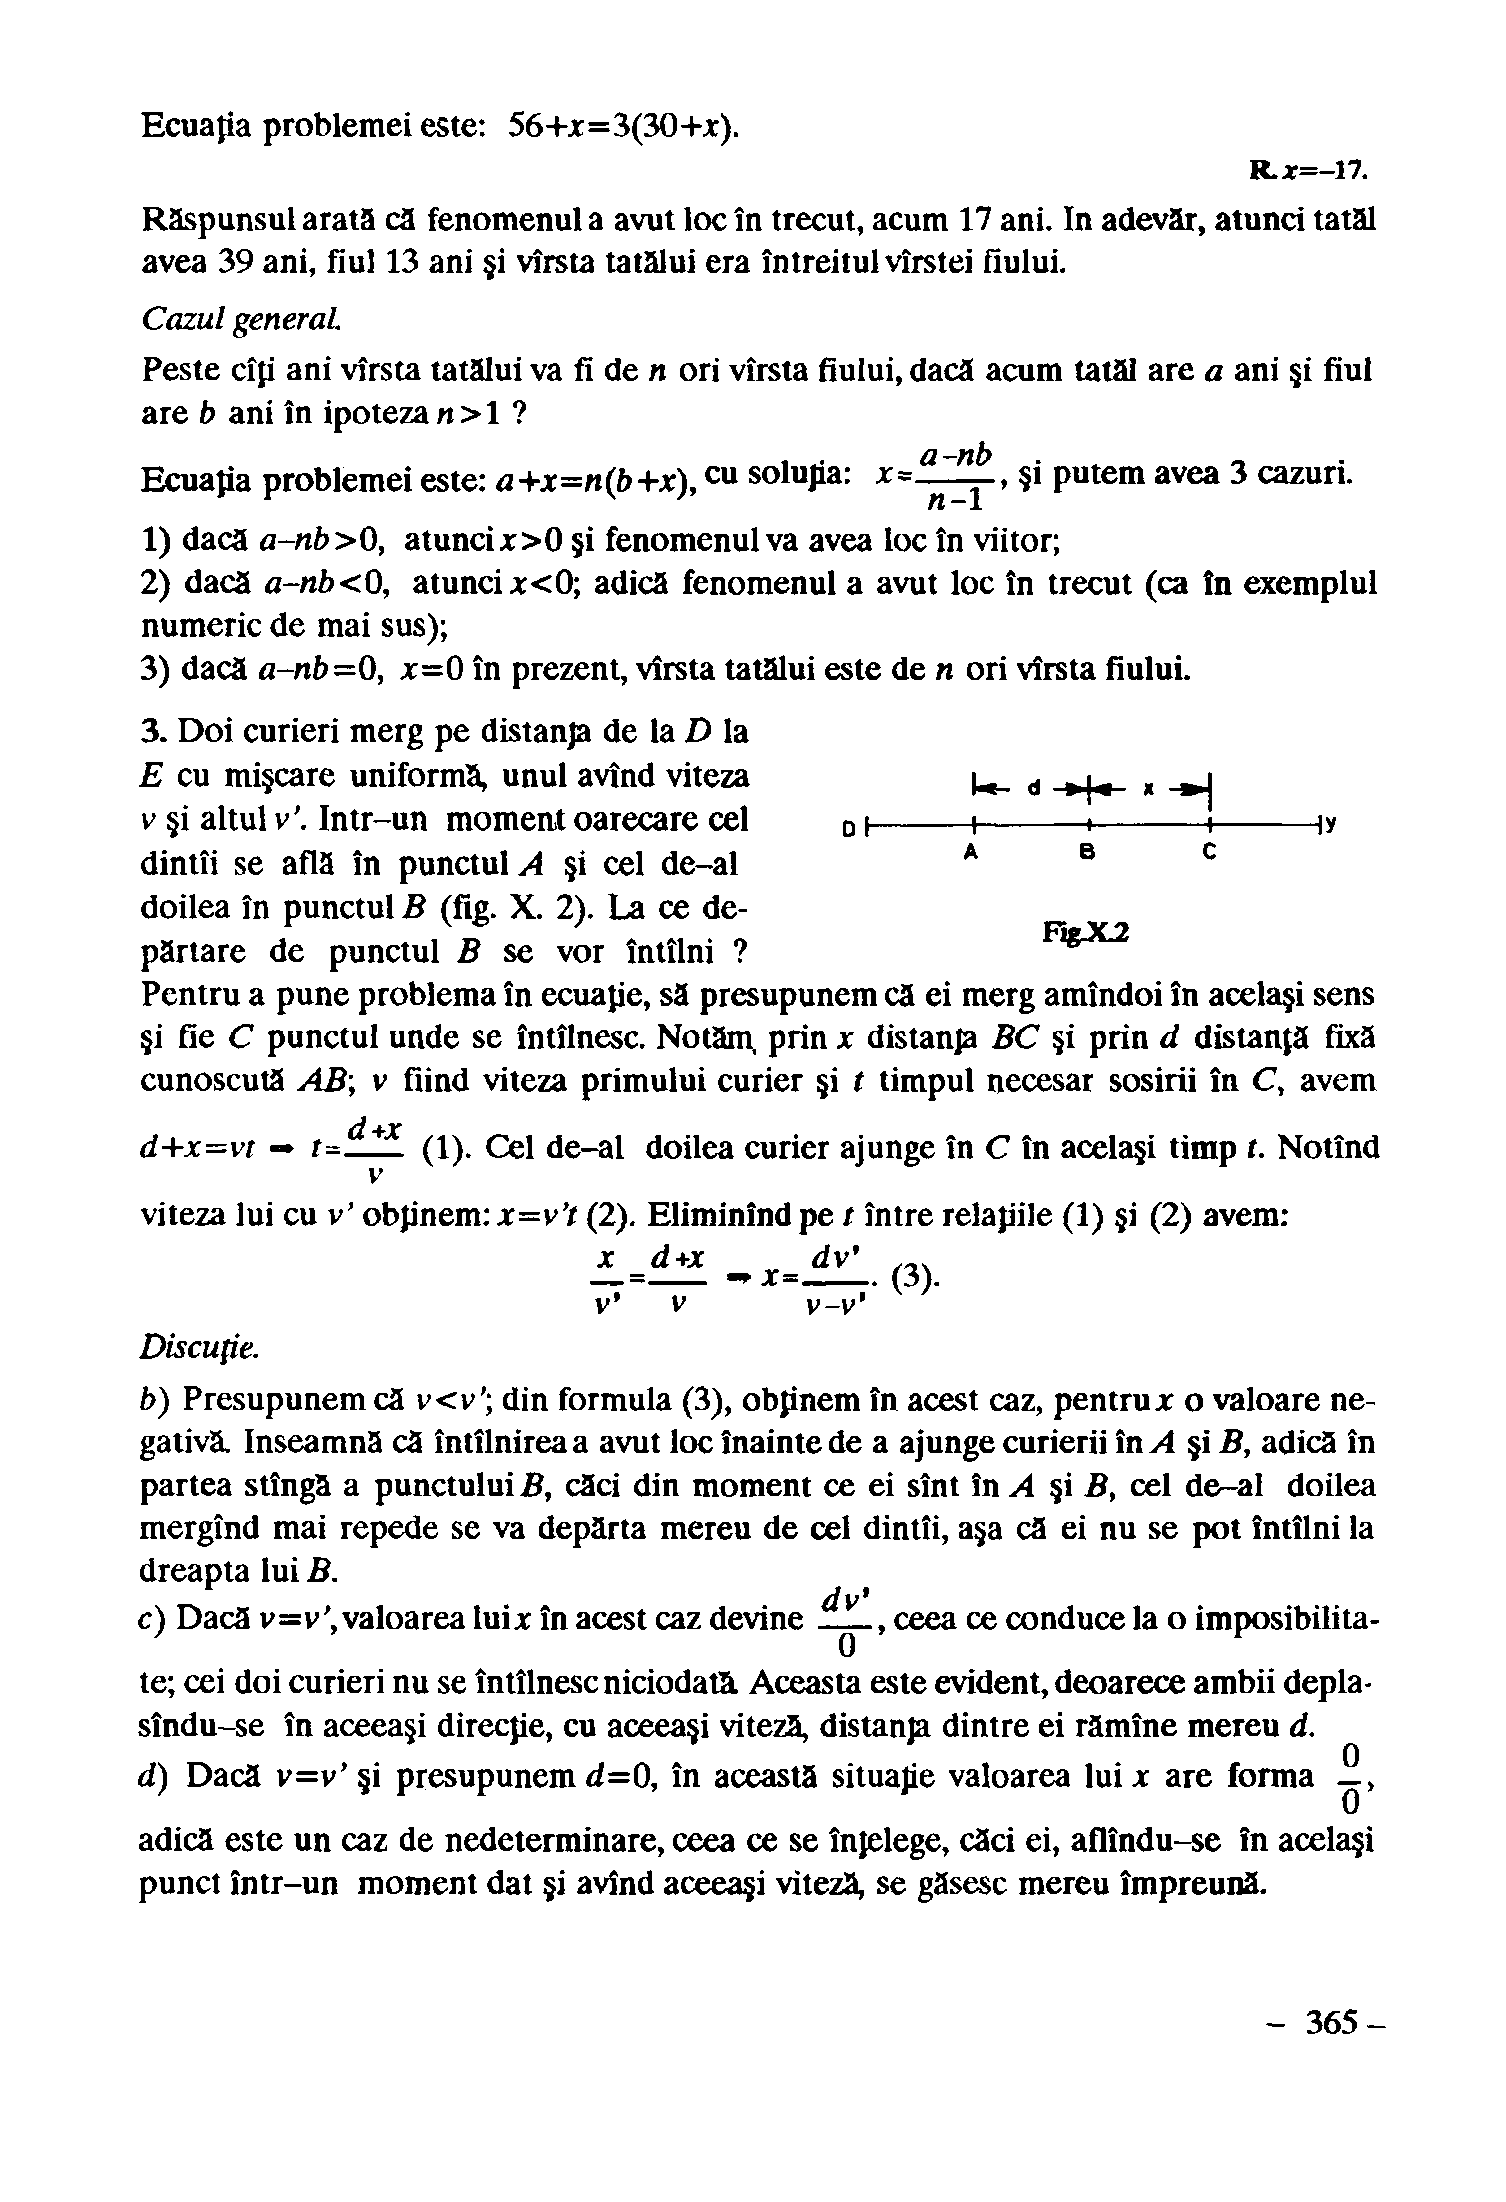 Ecuaţia problemei este: 56+x=3(30+x).
R. x=–17.
Răspunsul arată că fenomenul a avut loc în trecut, acum 17 ani. In adevăr, atunci tatăl
avea 39 ani, fiul 13 ani şi vîrsta tatălui era întreitul vîrstei fiului.
Cazul general.
Peste cîţi ani vîrsta tatălui va fi de n ori vîrsta fiului, dacă acum tatăl are a ani şi fiul
are b ani în ipoteza n>1 ?
Ecuaţia problemei este: a+x=n(b+x), cu soluţia: x=(a–nb)/(n–1), şi putem avea 3 cazuri.
1) dacă a–nb>0, atunci x>0 şi fenomenul va avea loc în viitor;
2) dacă a–nb<0, atunci x<0; adică fenomenul a avut loc în trecut (ca în exemplul
numeric de mai sus);
3) dacă a–nb=0, x=0 în prezent, vîrsta tatălui este de n ori vîrsta fiului.
3. Doi curieri merg pe distanţa de la D la
E cu mişcare uniformă, unul avînd viteza
v şi altul v'. Intr–un moment oarecare cel
dintîi se află în punctul A şi cel de–al
doilea în punctul B (fig. X. 2). La ce de-
părtare de punctul B se vor întîlni ?
d x
D y
A B C
Fig.X.2
Pentru a pune problema în ecuaţie, să presupunem că ei merg amîndoi în acelaşi sens
şi fie C punctul unde se întîlnesc. Notăm, prin x distanţa BC şi prin d distanţă fixă
cunoscută AB; v fiind viteza primului curier şi t timpul necesar sosirii în C, avem
d+x=vt → t=(d+x)/v (1). Cel de–al doilea curier ajunge în C în acelaşi timp t. Notînd
viteza lui cu v' obţinem: x=v't (2). Eliminînd pe t între relaţiile (1) şi (2) avem:
x/v'=(d+x)/v → x=dv'/(v–v'). (3).
Discuţie.
b) Presupunem că v<v'; din formula (3), obţinem în acest caz, pentru x o valoare ne-
gativă. Inseamnă că întîlnirea a avut loc înainte de a ajunge curierii în A şi B, adică în
partea stîngă a punctului B, căci din moment ce ei sînt în A şi B, cel de–al doilea
mergînd mai repede se va depărta mereu de cel dintîi, aşa că ei nu se pot întîlni la
dreapta lui B.
c) Dacă v=v', valoarea lui x în acest caz devine dv'/0, ceea ce conduce la o imposibilita-
te; cei doi curieri nu se întîlnesc niciodată. Aceasta este evident, deoarece ambii depla-
sîndu–se în aceeaşi direcţie, cu aceeaşi viteză, distanţa dintre ei rămîne mereu d.
d) Dacă v=v' şi presupunem d=0, în această situaţie valoarea lui x are forma 0/0,
adică este un caz de nedeterminare, ceea ce se înţelege, căci ei, aflîndu–se în acelaşi
punct într–un moment dat şi avînd aceeaşi viteză, se găsesc mereu împreună.
– 365 –